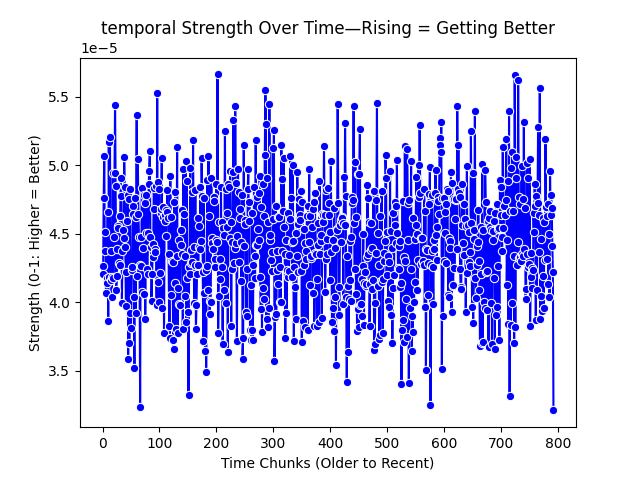 temporal Strength Over Time—Rising = Getting Better
1e−5
5.5
5.0
4.5
4.0
3.5
Strength (0-1: Higher = Better)
0 100 200 300 400 500 600 700 800
Time Chunks (Older to Recent)